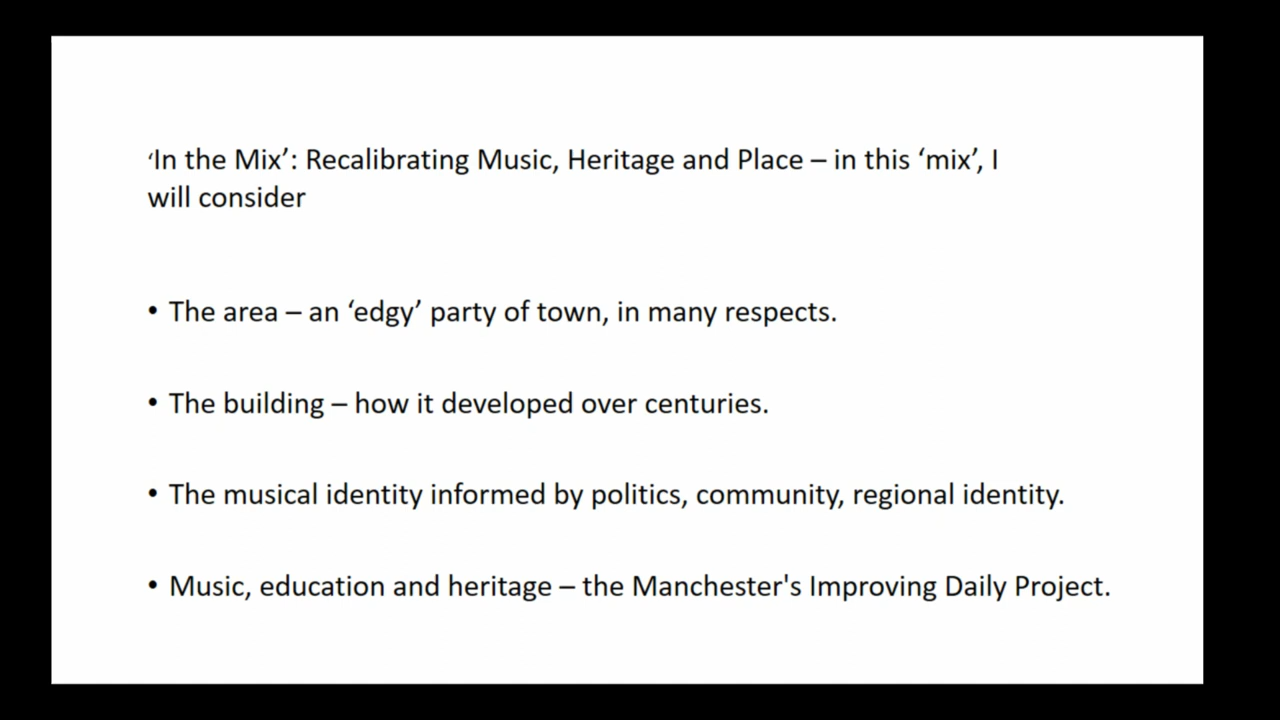 ‘In the Mix’: Recalibrating Music, Heritage and Place – in this ‘mix’, I
will consider
• The area – an ‘edgy’ party of town, in many respects.
• The building – how it developed over centuries.
• The musical identity informed by politics, community, regional identity.
• Music, education and heritage – the Manchester's Improving Daily Project.